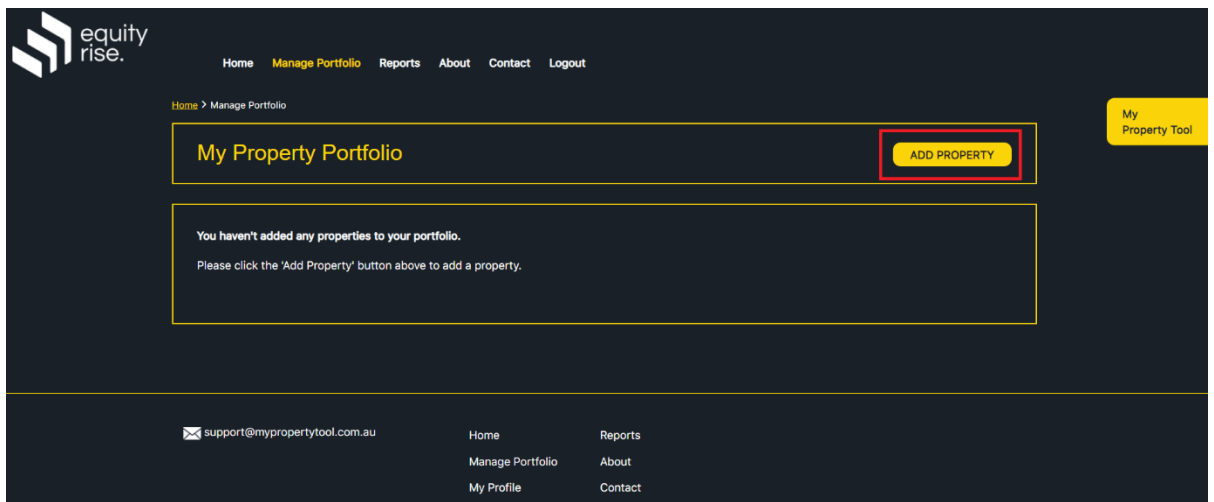 equity
rise.
Home Manage Portfolio Reports About Contact Logout
Home > Manage Portfolio
My
Property Tool
My Property Portfolio
ADD PROPERTY
You haven't added any properties to your portfolio.
Please click the 'Add Property' button above to add a property.
support@mypropertytool.com.au
Home Reports
Manage Portfolio About
My Profile Contact